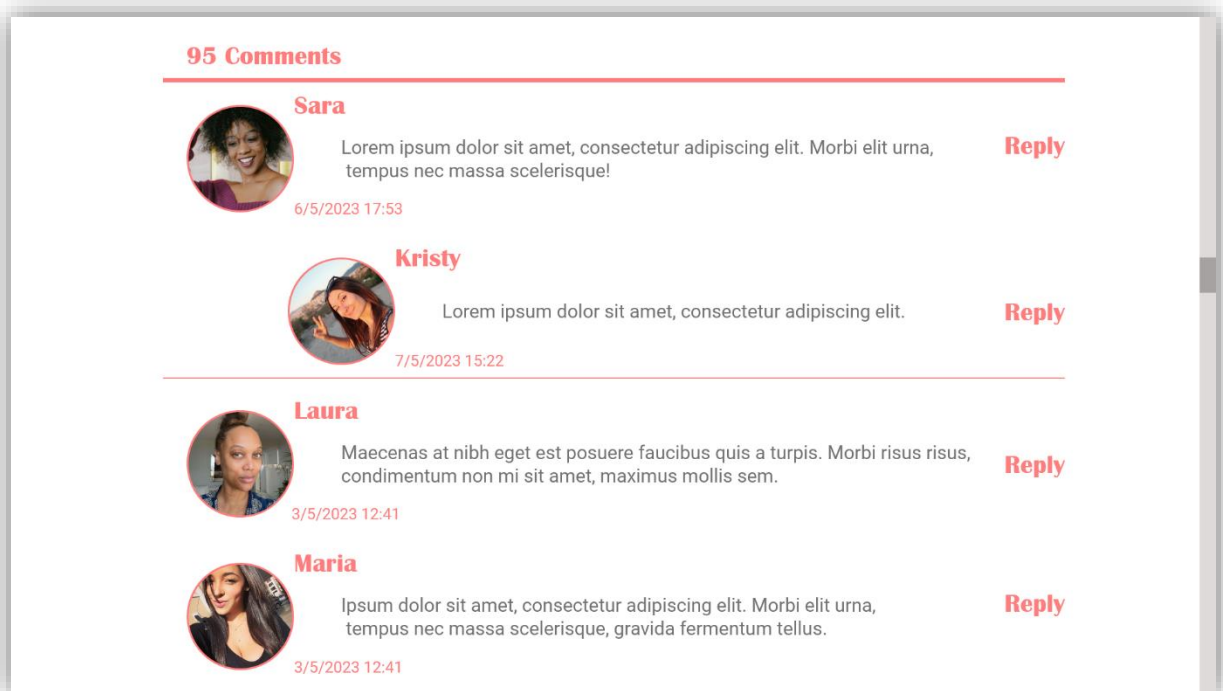 95 Comments
Sara
Lorem ipsum dolor sit amet, consectetur adipiscing elit. Morbi elit urna,
tempus nec massa scelerisque!
Reply
6/5/2023 17:53
Kristy
Lorem ipsum dolor sit amet, consectetur adipiscing elit.
Reply
7/5/2023 15:22
Laura
Maecenas at nibh eget est posuere faucibus quis a turpis. Morbi risus risus,
condimentum non mi sit amet, maximus mollis sem.
Reply
3/5/2023 12:41
Maria
Ipsum dolor sit amet, consectetur adipiscing elit. Morbi elit urna,
tempus nec massa scelerisque, gravida fermentum tellus.
Reply
3/5/2023 12:41